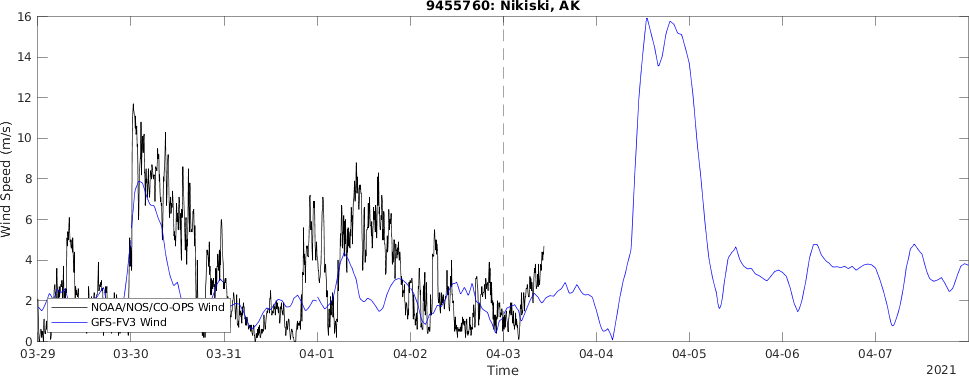 9455760: Nikiski, AK
16
14
12
10
8
6
4
2
0
Wind Speed (m/s)
NOAA/NOS/CO-OPS Wind
GFS-FV3 Wind
03-29 03-30 03-31 04-01 04-02 04-03 04-04 04-05 04-06 04-07
Time
2021